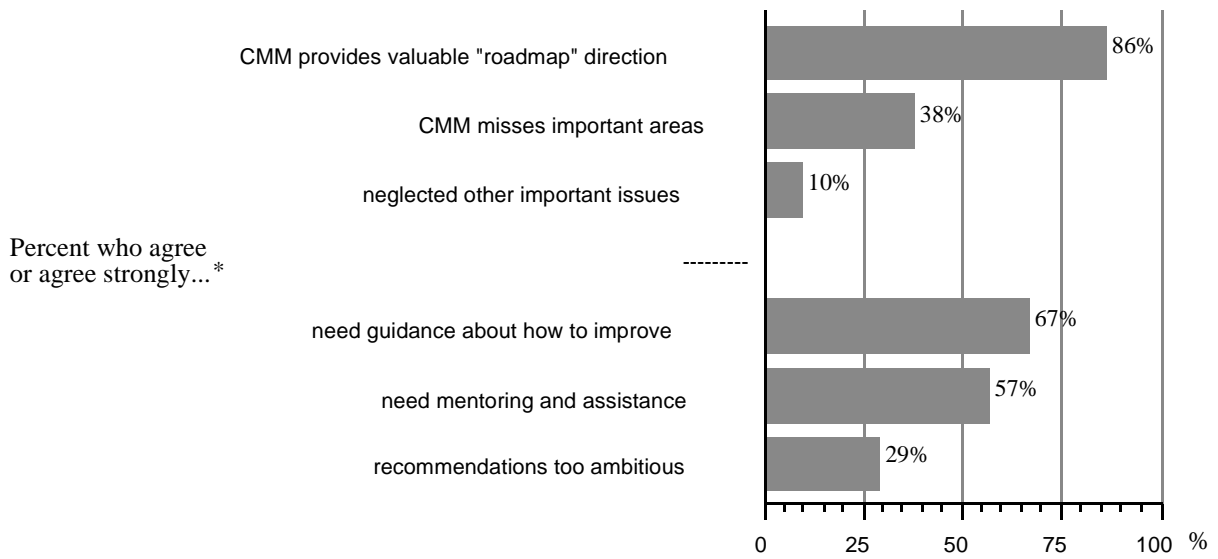 CMM provides valuable "roadmap" direction
86%
CMM misses important areas
38%
neglected other important issues
10%
Percent who agree
or agree strongly...*
---------
need guidance about how to improve
67%
need mentoring and assistance
57%
recommendations too ambitious
29%
0 25 50 75 100 %